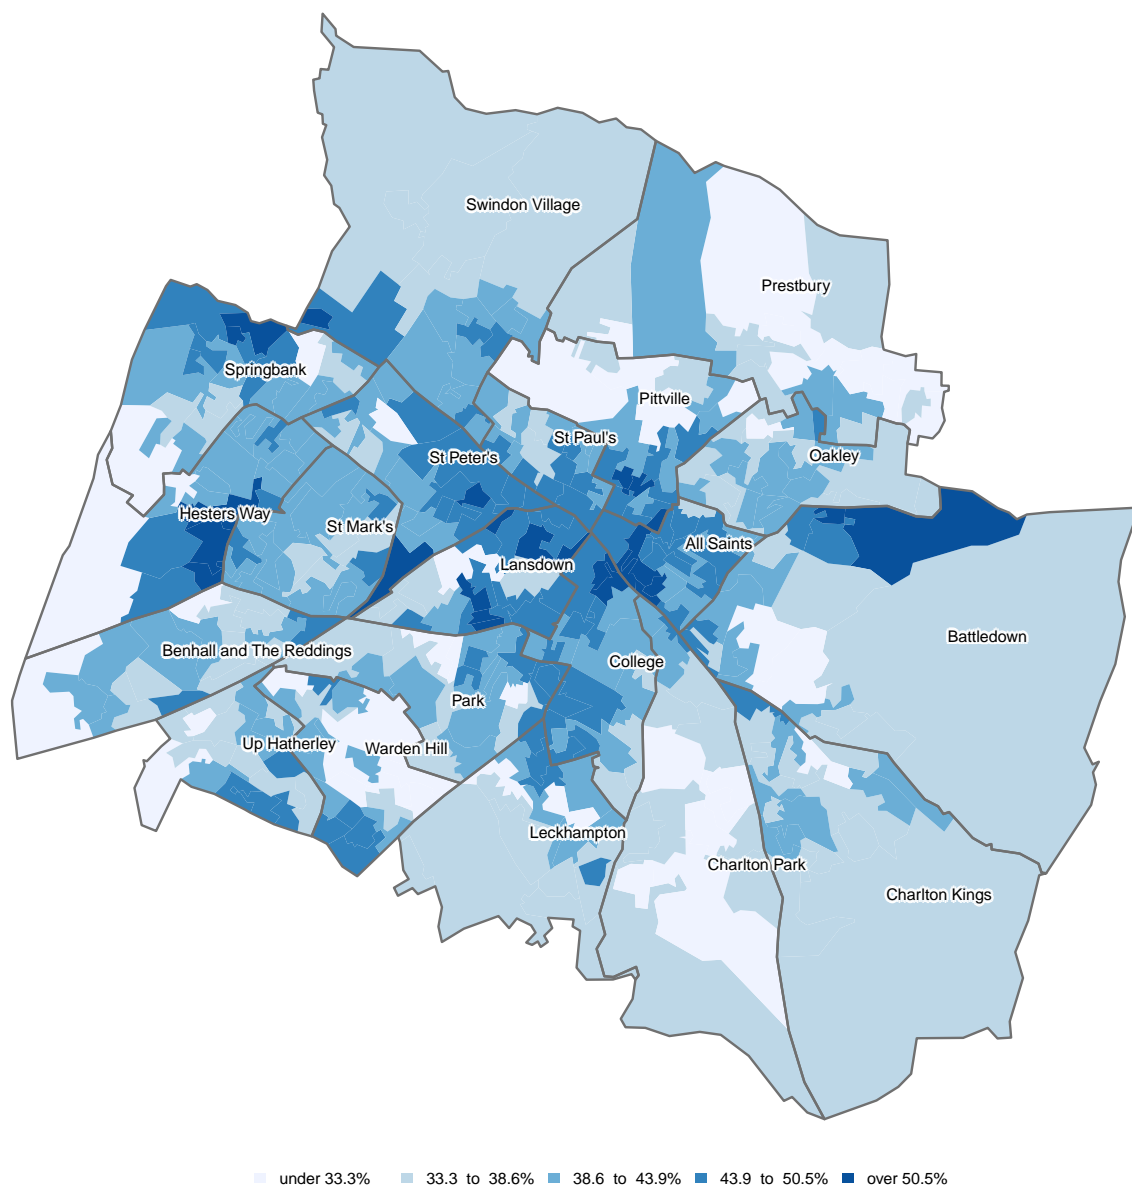 Swindon Village
Prestbury
Springbank
Pittville
St Paul's
St Peter's
Oakley
Hesters Way
St Mark's
All Saints
Lansdown
Battledown
Benhall and The Reddings
College
Park
Up Hatherley
Warden Hill
Leckhampton
Charlton Park
Charlton Kings
under 33.3% 33.3 to 38.6% 38.6 to 43.9% 43.9 to 50.5% over 50.5%